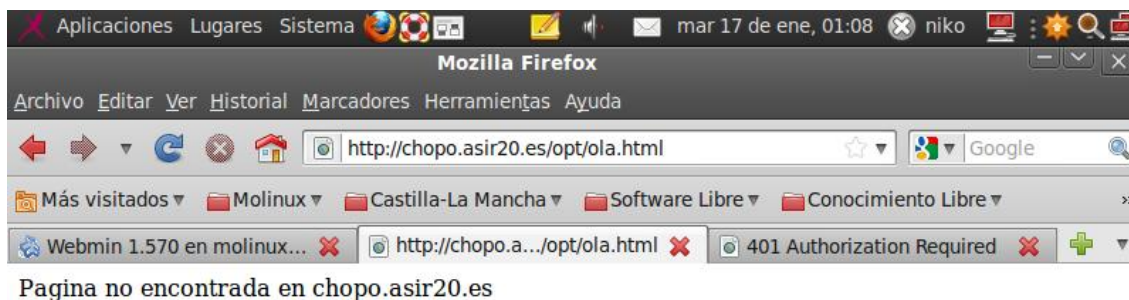 Aplicaciones Lugares Sistema mar 17 de ene, 01:08 niko
Mozilla Firefox
Archivo Editar Ver Historial Marcadores Herramientas Ayuda
http://chopo.asir20.es/opt/ola.html Google
Más visitados Molinux Castilla-La Mancha Software Libre Conocimiento Libre »
Webmin 1.570 en molinux... http://chopo.a.../opt/ola.html 401 Authorization Required
Pagina no encontrada en chopo.asir20.es